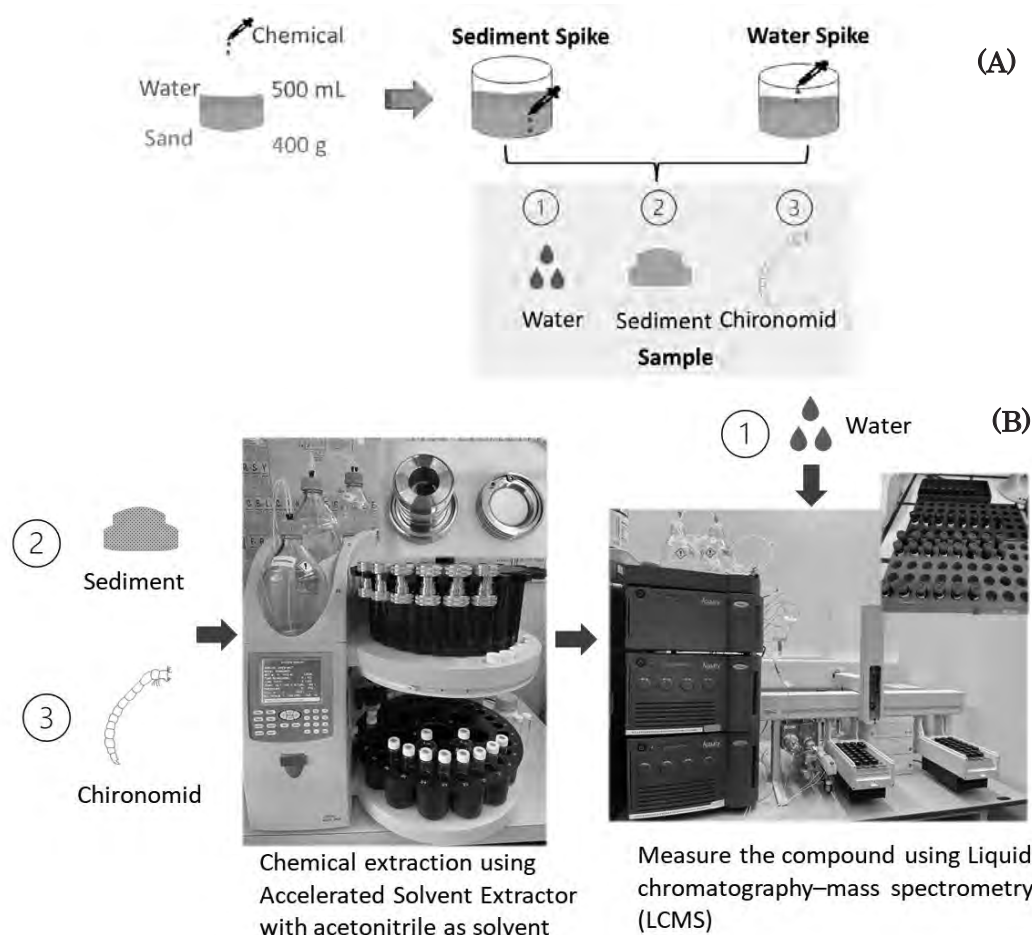 Chemical
Water 500 mL
Sand 400 g
Sediment Spike
Water Spike
(A)
1 2 3
Water Sediment Chironomid
Sample
1 Water
(B)
2
Sediment
3
Chironomid
Chemical extraction using
Accelerated Solvent Extractor
with acetonitrile as solvent
Measure the compound using Liquid
chromatography–mass spectrometry
(LCMS)